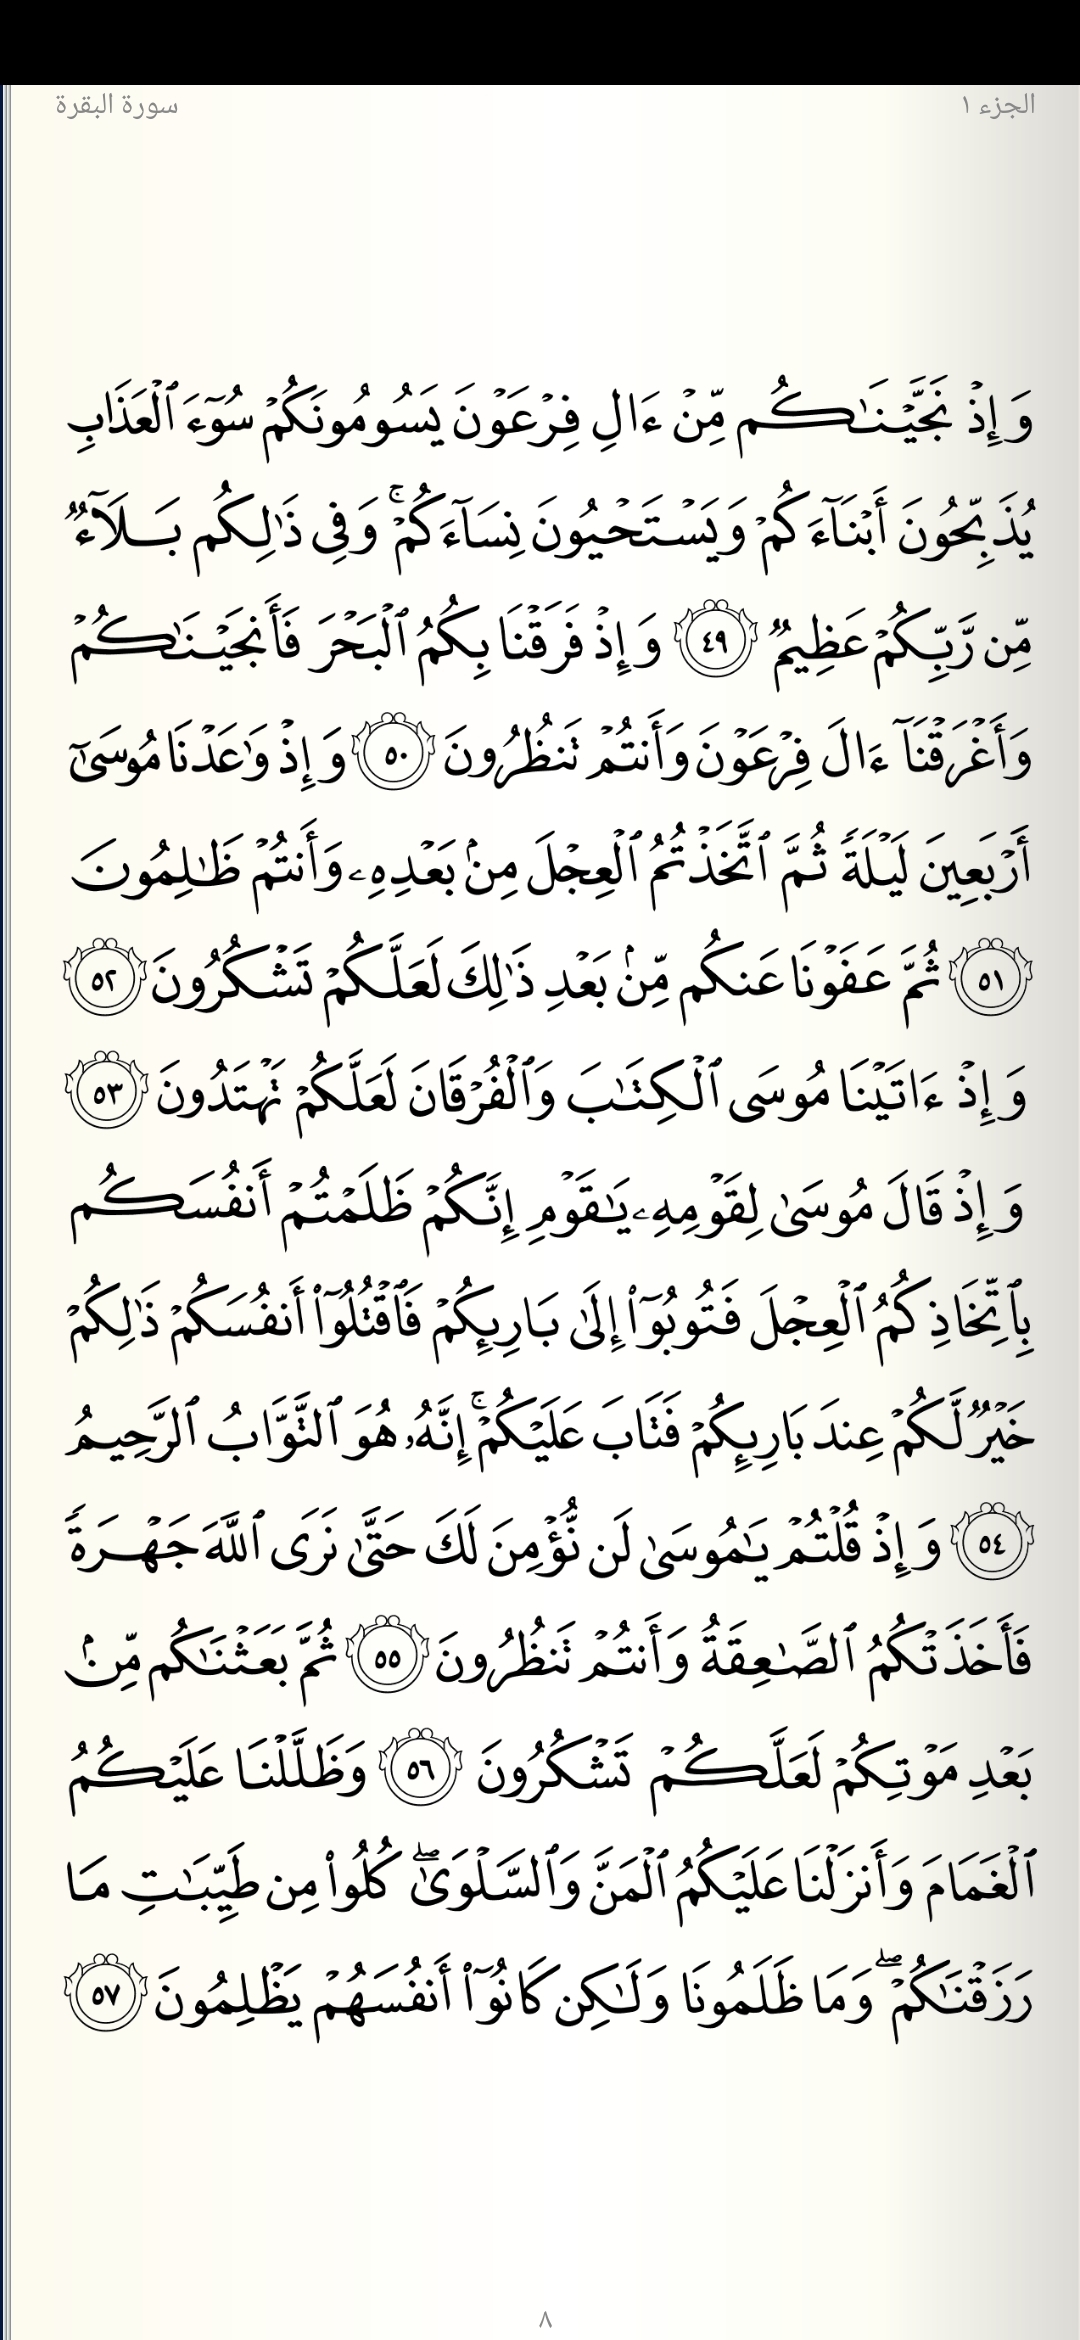 الجزء ١
سورة البقرة
وَإِذۡ نَجَّيۡنَٰكُم مِّنۡ ءَالِ فِرۡعَوۡنَ يَسُومُونَكُمۡ سُوٓءَ ٱلۡعَذَابِ
يُذَبِّحُونَ أَبۡنَآءَكُمۡ وَيَسۡتَحۡيُونَ نِسَآءَكُمۡۚ وَفِي ذَٰلِكُم بَلَآءٞ
مِّن رَّبِّكُمۡ عَظِيمٞ ٤٩ وَإِذۡ فَرَقۡنَا بِكُمُ ٱلۡبَحۡرَ فَأَنجَيۡنَٰكُمۡ
وَأَغۡرَقۡنَآ ءَالَ فِرۡعَوۡنَ وَأَنتُمۡ تَنظُرُونَ ٥٠ وَإِذۡ وَٰعَدۡنَا مُوسَىٰٓ
أَرۡبَعِينَ لَيۡلَةٗ ثُمَّ ٱتَّخَذۡتُمُ ٱلۡعِجۡلَ مِنۢ بَعۡدِهِۦ وَأَنتُمۡ ظَٰلِمُونَ
٥١ ثُمَّ عَفَوۡنَا عَنكُم مِّنۢ بَعۡدِ ذَٰلِكَ لَعَلَّكُمۡ تَشۡكُرُونَ ٥٢
وَإِذۡ ءَاتَيۡنَا مُوسَى ٱلۡكِتَٰبَ وَٱلۡفُرۡقَانَ لَعَلَّكُمۡ تَهۡتَدُونَ ٥٣
وَإِذۡ قَالَ مُوسَىٰ لِقَوۡمِهِۦ يَٰقَوۡمِ إِنَّكُمۡ ظَلَمۡتُمۡ أَنفُسَكُم
بِٱتِّخَاذِكُمُ ٱلۡعِجۡلَ فَتُوبُوٓاْ إِلَىٰ بَارِئِكُمۡ فَٱقۡتُلُوٓاْ أَنفُسَكُمۡ ذَٰلِكُمۡ
خَيۡرٞ لَّكُمۡ عِندَ بَارِئِكُمۡ فَتَابَ عَلَيۡكُمۡۚ إِنَّهُۥ هُوَ ٱلتَّوَّابُ ٱلرَّحِيمُ
٥٤ وَإِذۡ قُلۡتُمۡ يَٰمُوسَىٰ لَن نُّؤۡمِنَ لَكَ حَتَّىٰ نَرَى ٱللَّهَ جَهۡرَةٗ
فَأَخَذَتۡكُمُ ٱلصَّٰعِقَةُ وَأَنتُمۡ تَنظُرُونَ ٥٥ ثُمَّ بَعَثۡنَٰكُم مِّنۢ
بَعۡدِ مَوۡتِكُمۡ لَعَلَّكُمۡ تَشۡكُرُونَ ٥٦ وَظَلَّلۡنَا عَلَيۡكُمُ
ٱلۡغَمَامَ وَأَنزَلۡنَا عَلَيۡكُمُ ٱلۡمَنَّ وَٱلسَّلۡوَىٰۖ كُلُواْ مِن طَيِّبَٰتِ مَا
رَزَقۡنَٰكُمۡۖ وَمَا ظَلَمُونَا وَلَٰكِن كَانُوٓاْ أَنفُسَهُمۡ يَظۡلِمُونَ ٥٧
٨